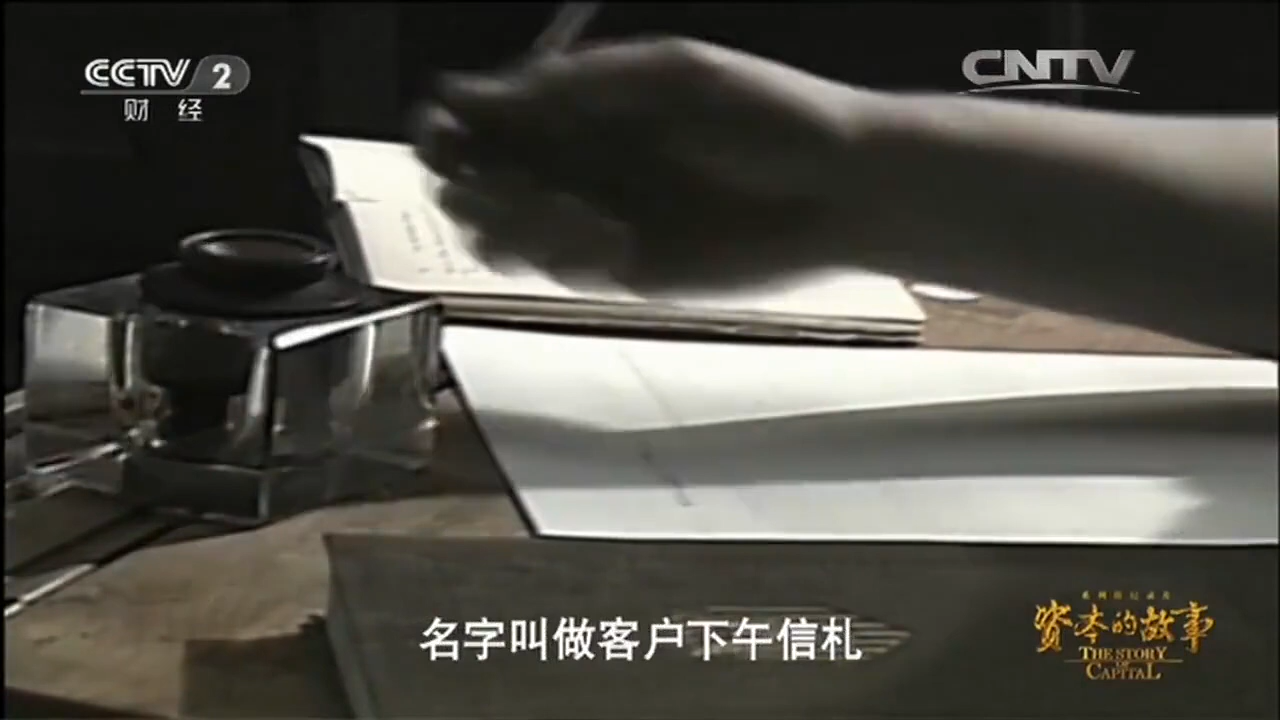 CCTV 2
财 经
CNTV
名字叫做客户下午信札
资本的故事
THE STORY
OF
CAPITAL